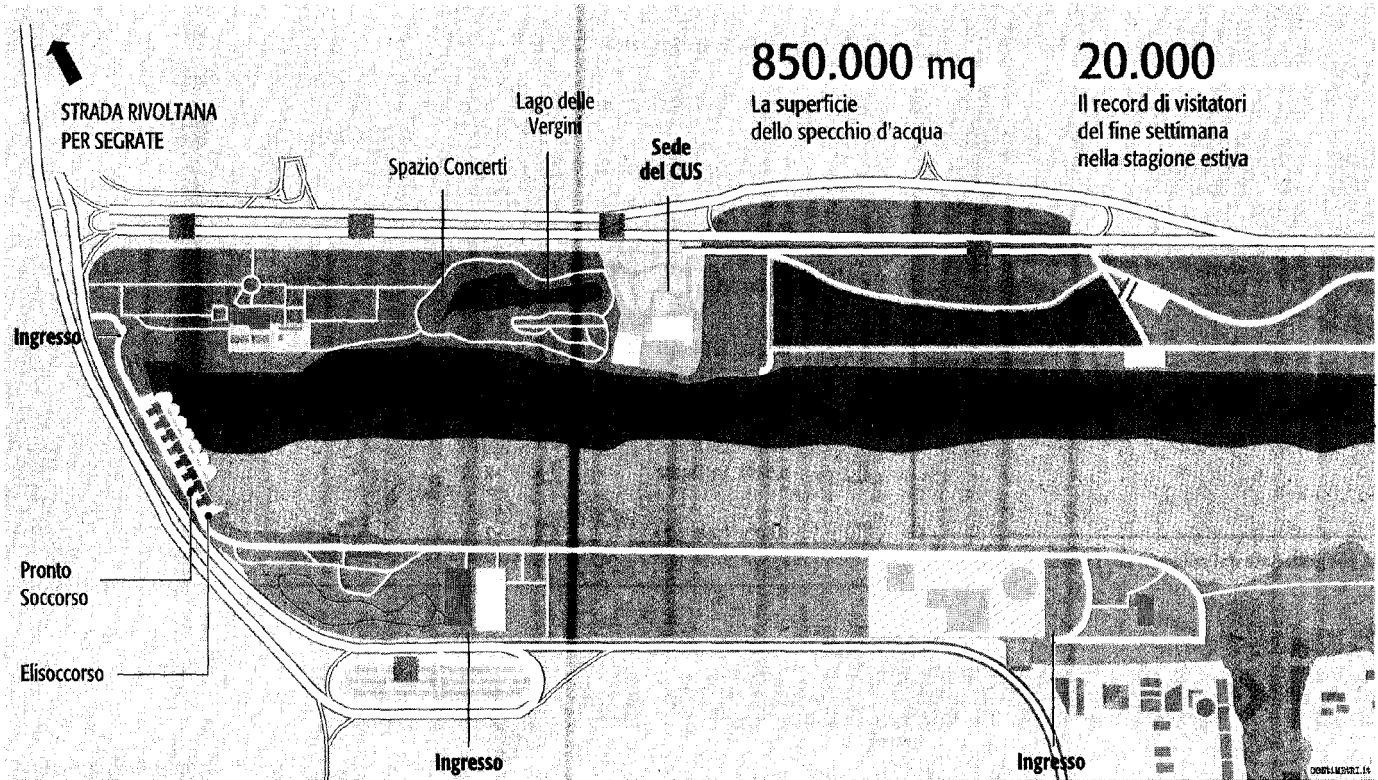 850.000 mq
La superficie
dello specchio d'acqua
20.000
Il record di visitatori
del fine settimana
nella stagione estiva
STRADA RIVOLTANA
PER SEGRATE
Spazio Concerti
Lago delle
Vergini
Sede
del CUS
Ingresso
Pronto
Soccorso
Elisoccorso
Ingresso
Ingresso